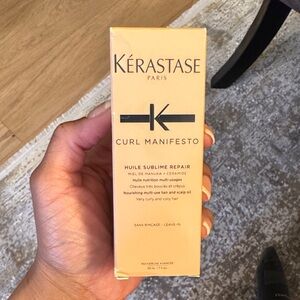 KÉRASTASE
PARIS
K
CURL MANIFESTO
HUILE SUBLIME REPAIR
MIEL DE MANUKA + CÉRAMIDE
Huile nutrition multi-usages
Cheveux très bouclés et crépus
Nourishing multi-use hair and scalp oil
Very curly and coily hair
SANS RINÇAGE - LEAVE-IN